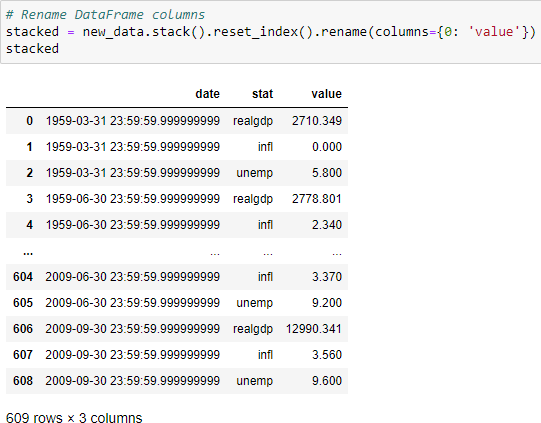 # Rename DataFrame columns
stacked = new_data.stack().reset_index().rename(columns={0: 'value'})
stacked
date stat value
0 1959-03-31 23:59:59.999999999 realgdp 2710.349
1 1959-03-31 23:59:59.999999999 infl 0.000
2 1959-03-31 23:59:59.999999999 unemp 5.800
3 1959-06-30 23:59:59.999999999 realgdp 2778.801
4 1959-06-30 23:59:59.999999999 infl 2.340
... ... ... ...
604 2009-06-30 23:59:59.999999999 infl 3.370
605 2009-06-30 23:59:59.999999999 unemp 9.200
606 2009-09-30 23:59:59.999999999 realgdp 12990.341
607 2009-09-30 23:59:59.999999999 infl 3.560
608 2009-09-30 23:59:59.999999999 unemp 9.600
609 rows × 3 columns